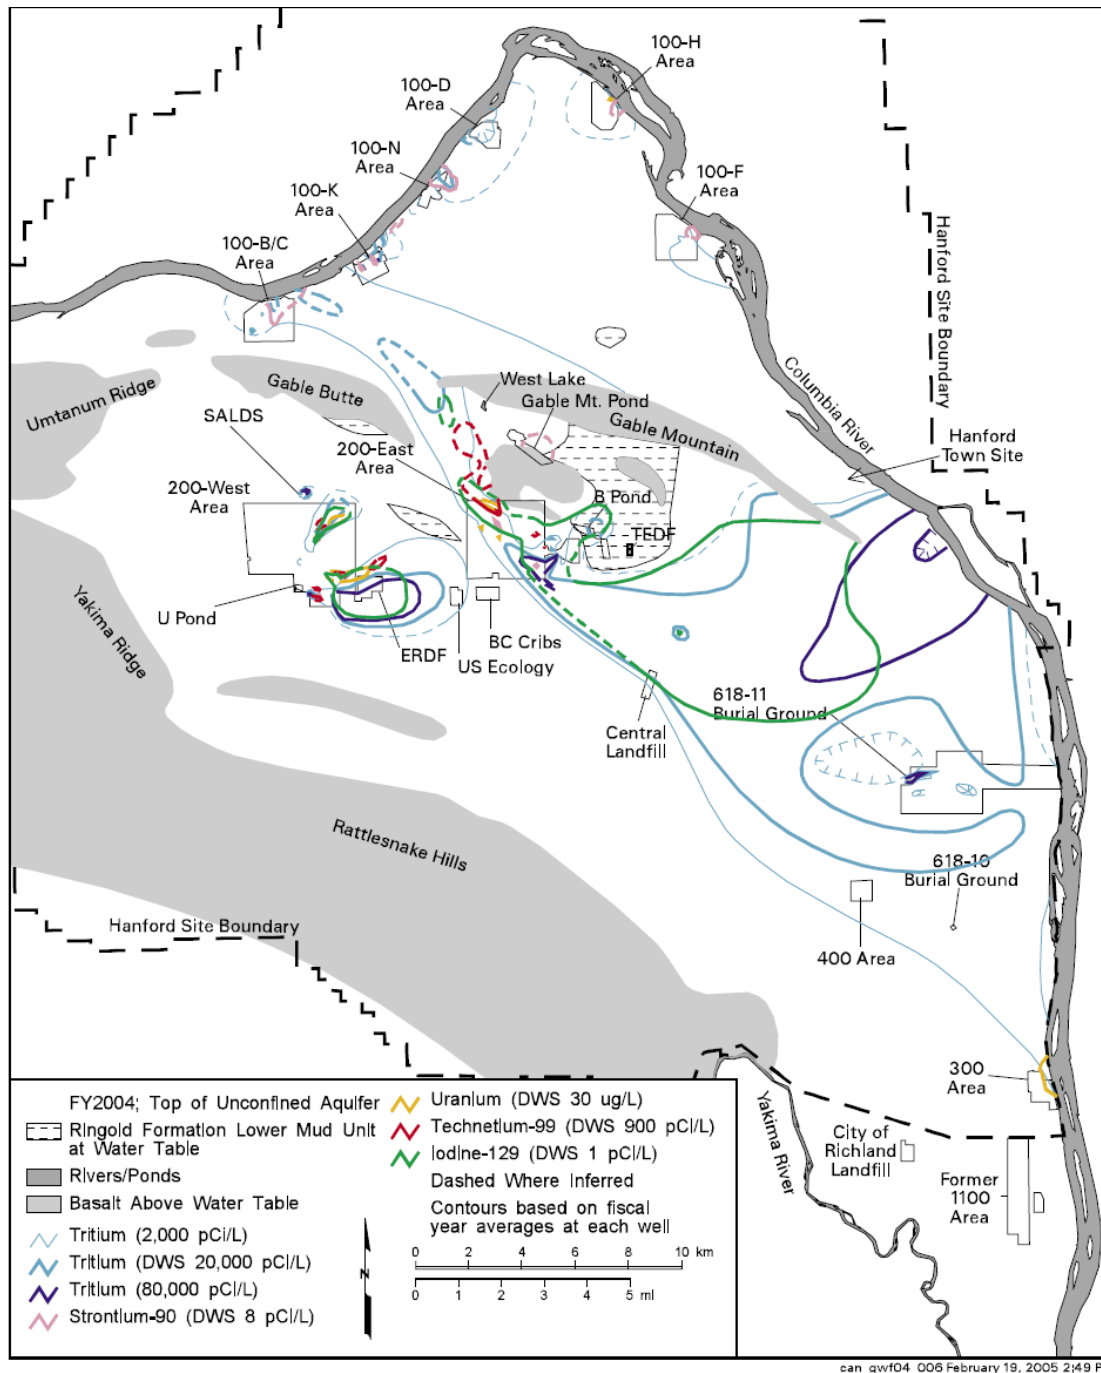 100-H
Area
100-D
Area
100-N
Area
100-K
Area
100-F
Area
100-B/C
Area
Hanford Site
Boundary
Columbia River
Umtanum Ridge
Gable Butte
West Lake
Gable Mt. Pond
Gable Mountain
Hanford
Town Site
SALDS
200-East
Area
200-West
Area
B Pond
TEDF
U Pond
Yakima Ridge
ERDF
BC Cribs
US Ecology
618-11
Burial Ground
Central
Landfill
Rattlesnake Hills
618-10
Burial Ground
Hanford Site Boundary
400 Area
300
Area
Yakima River
City of
Richland
Landfill
Former
1100
Area
FY2004; Top of Unconfined Aquifer
Ringold Formation Lower Mud Unit
at Water Table
Rivers/Ponds
Basalt Above Water Table
Tritium (2,000 pCi/L)
Tritium (DWS 20,000 pCi/L)
Tritium (80,000 pCi/L)
Strontium-90 (DWS 8 pCi/L)
Uranium (DWS 30 ug/L)
Technetium-99 (DWS 900 pCi/L)
Iodine-129 (DWS 1 pCi/L)
Dashed Where Inferred
Contours based on fiscal
year averages at each well
0 2 4 6 8 10 km
0 1 2 3 4 5 mi
N
can_gwf04_006 February 19, 2005 2:49 P